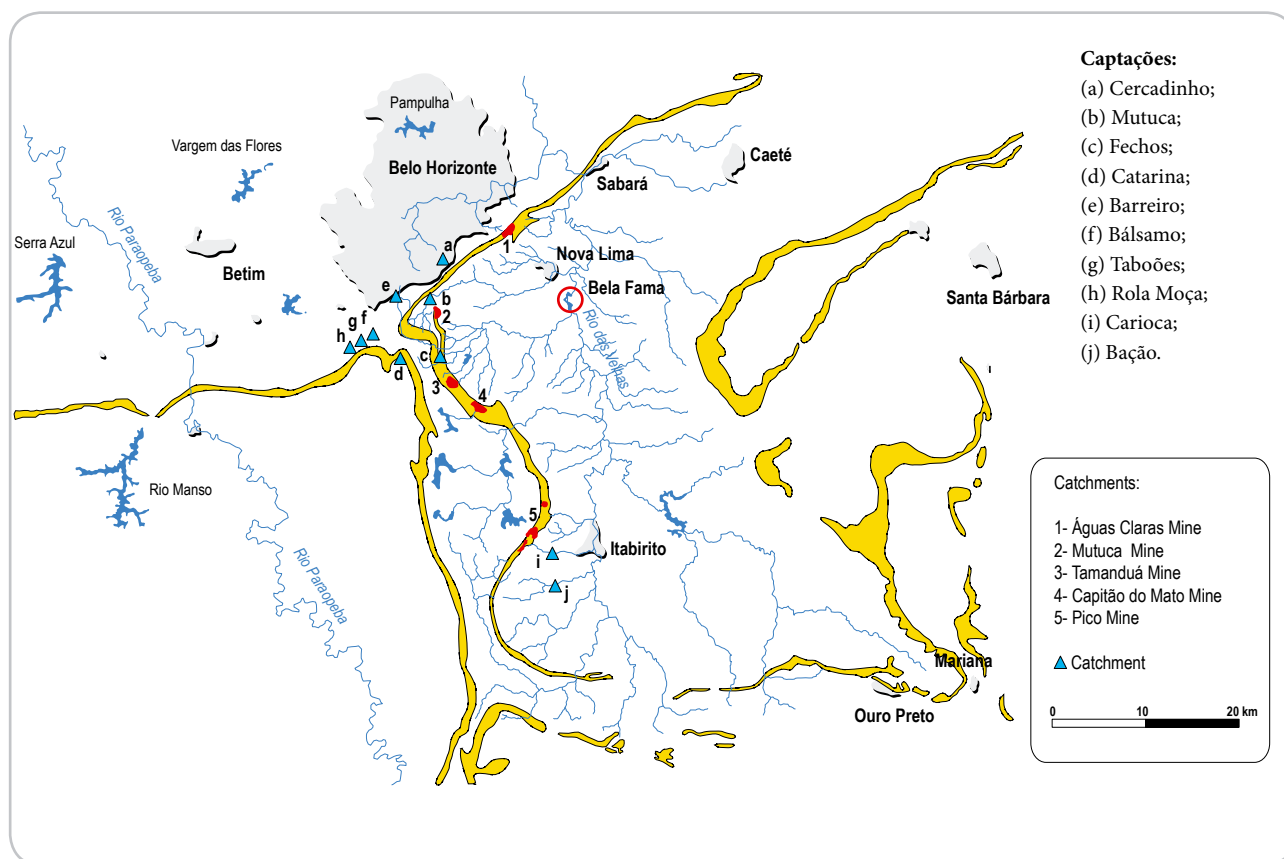 Pampulha
Vargem das Flores
Belo Horizonte
Caeté
Sabará
Rio Paraopeba
Serra Azul
Betim
a
1
Nova Lima
Bela Fama
Santa Bárbara
e
b
2
Rio das Velhas
g f
h
c
d
3
4
Rio Manso
5
Itabirito
i
j
Rio Paraopeba
Mariana
Ouro Preto
Captações:
(a) Cercadinho;
(b) Mutuca;
(c) Fechos;
(d) Catarina;
(e) Barreiro;
(f) Bálsamo;
(g) Taboões;
(h) Rola Moça;
(i) Carioca;
(j) Bação.
Catchments:
1- Águas Claras Mine
2- Mutuca Mine
3- Tamanduá Mine
4- Capitão do Mato Mine
5- Pico Mine
Catchment
0 10 20 km